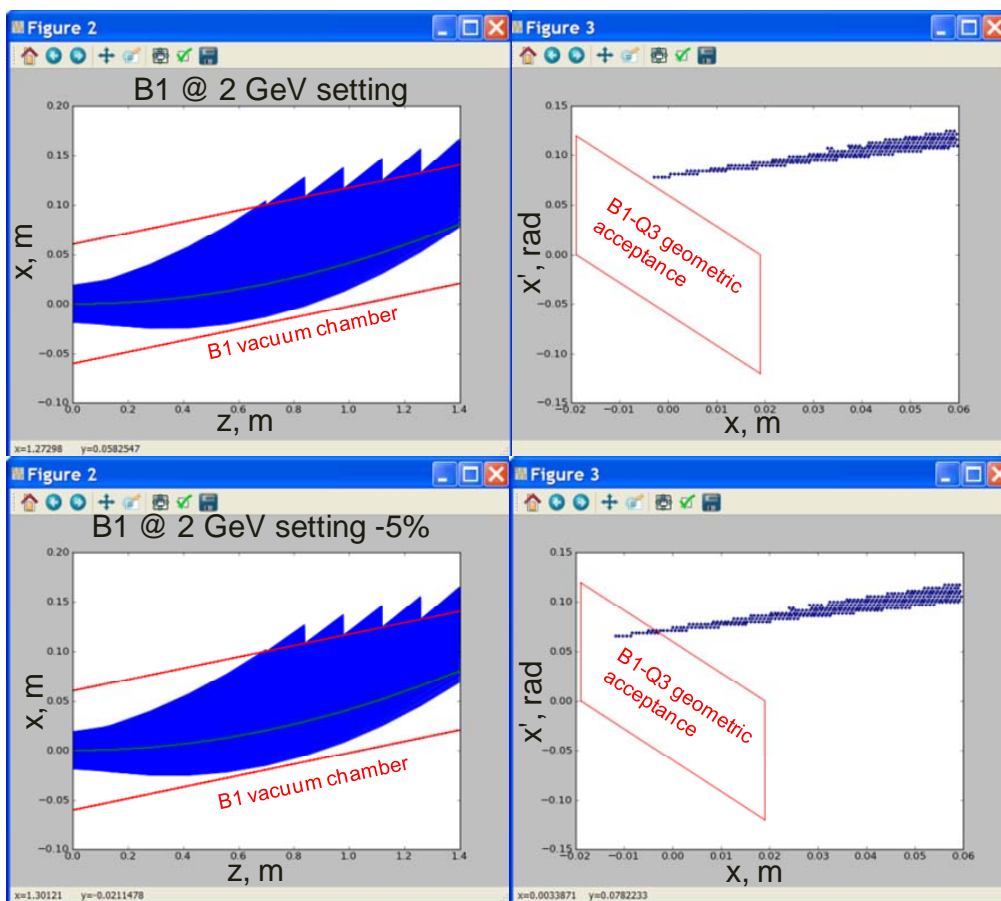 Figure 2
B1 @ 2 GeV setting
0.20
0.15
0.10
0.05
0.00
−0.05
−0.10
x, m
B1 vacuum chamber
0.0 0.2 0.4 0.6 0.8 1.0 1.2 1.4
z, m
x=1.27298 y=0.0582547
Figure 3
0.15
0.10
0.05
0.00
−0.05
−0.10
−0.15
x', rad
B1-Q3 geometric
acceptance
−0.02 −0.01 0.00 0.01 0.02 0.03 0.04 0.05 0.06
x, m
Figure 2
B1 @ 2 GeV setting -5%
0.20
0.15
0.10
0.05
0.00
−0.05
−0.10
x, m
B1 vacuum chamber
0.0 0.2 0.4 0.6 0.8 1.0 1.2 1.4
z, m
x=1.30121 y=-0.0211478
Figure 3
0.15
0.10
0.05
0.00
−0.05
−0.10
−0.15
x', rad
B1-Q3 geometric
acceptance
−0.02 −0.01 0.00 0.01 0.02 0.03 0.04 0.05 0.06
x, m
x=0.0033871 y=0.0782233